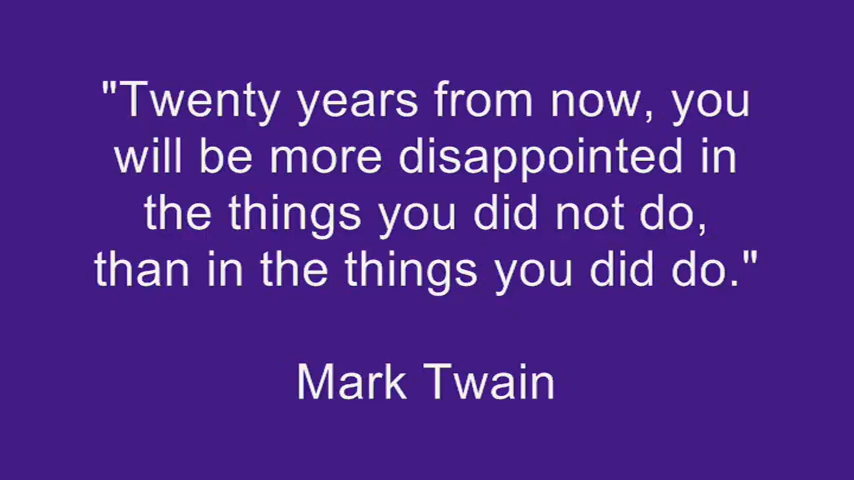 "Twenty years from now, you
will be more disappointed in
the things you did not do,
than in the things you did do."
Mark Twain